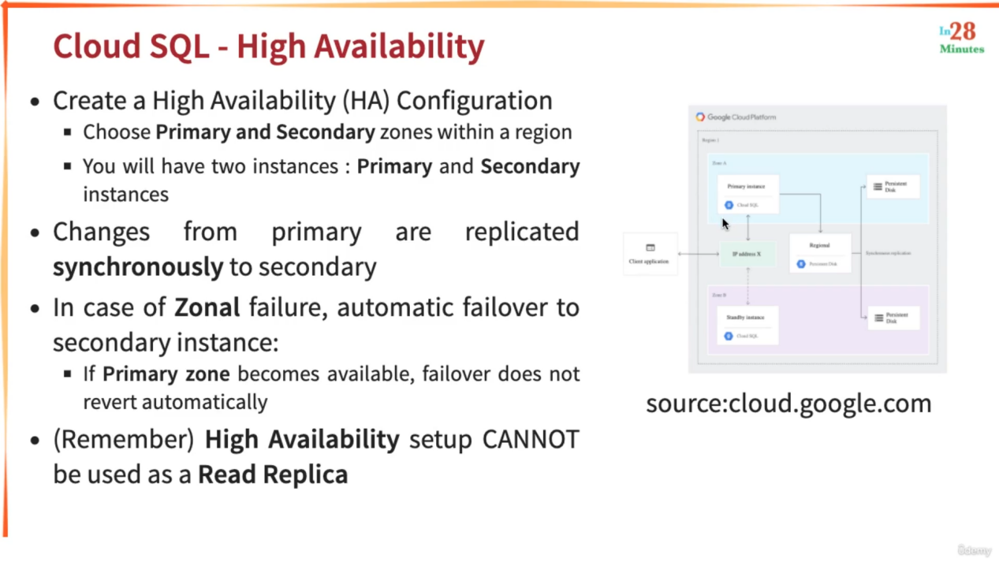 Cloud SQL - High Availability
In28
Minutes
• Create a High Availability (HA) Configuration
▪ Choose Primary and Secondary zones within a region
▪ You will have two instances : Primary and Secondary
instances
• Changes from primary are replicated
synchronously to secondary
• In case of Zonal failure, automatic failover to
secondary instance:
▪ If Primary zone becomes available, failover does not
revert automatically
• (Remember) High Availability setup CANNOT
be used as a Read Replica
Google Cloud Platform
Region 1
Zone A
Primary instance
Cloud SQL
Persistent
Disk
Client application
IP address X
Regional
Persistent Disk
Synchronous replication
Zone B
Standby instance
Cloud SQL
Persistent
Disk
source:cloud.google.com
ûdemy